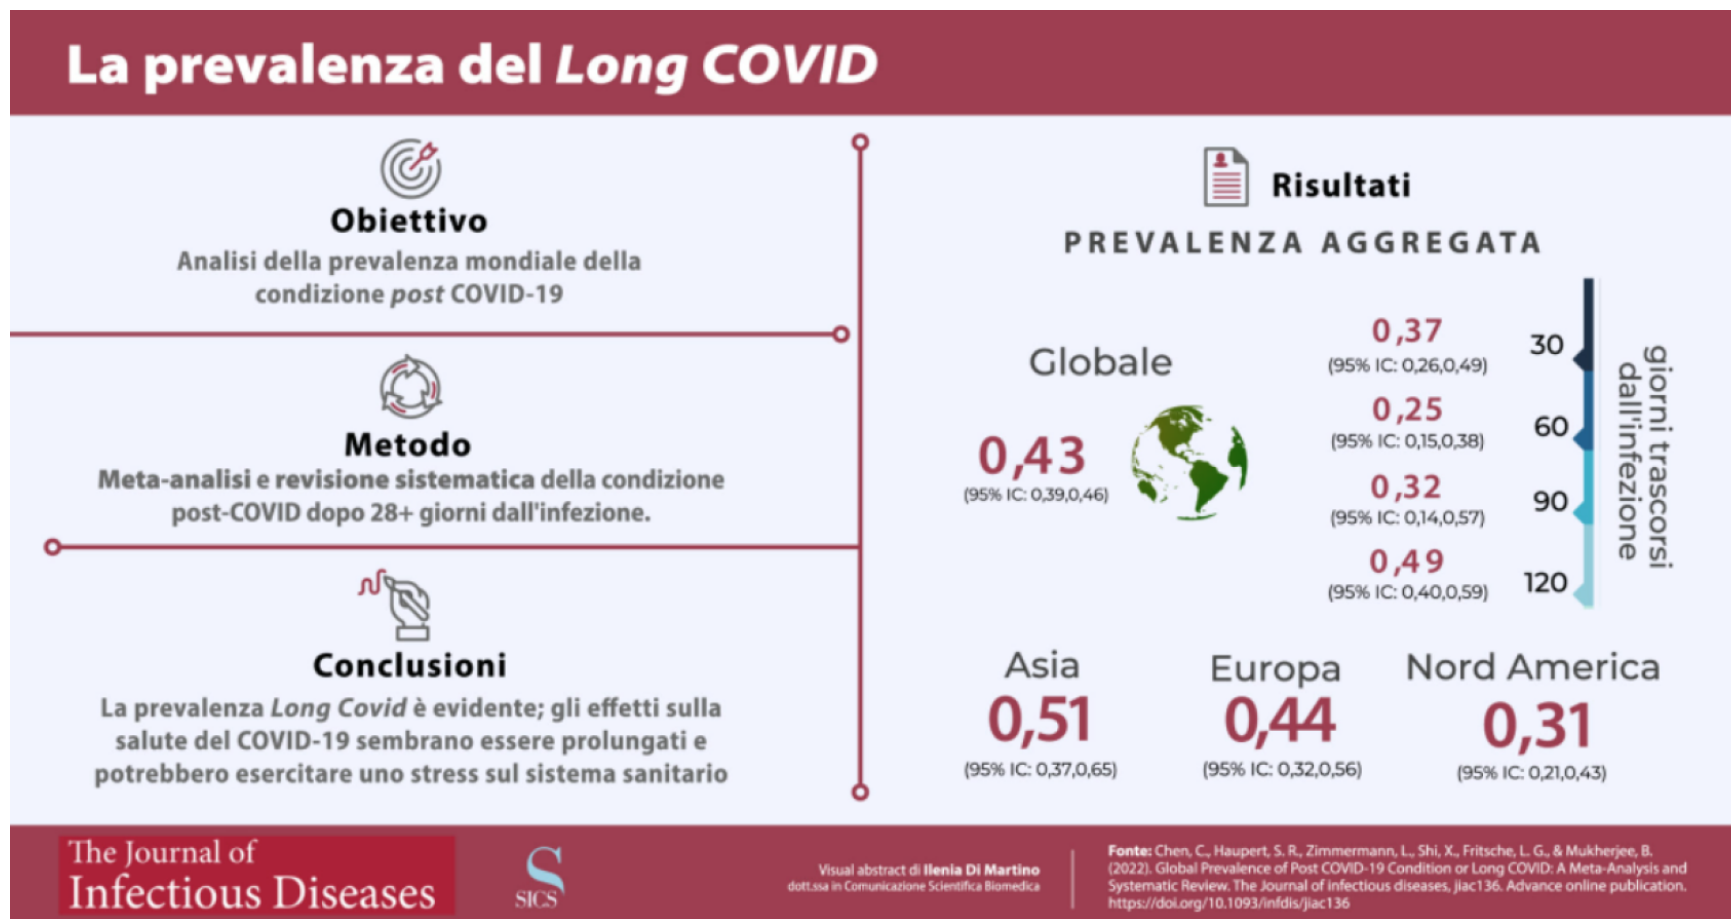 La prevalenza del Long COVID
Obiettivo
Analisi della prevalenza mondiale della
condizione post COVID-19
Metodo
Meta-analisi e revisione sistematica della condizione
post-COVID dopo 28+ giorni dall'infezione.
Conclusioni
La prevalenza Long Covid è evidente; gli effetti sulla
salute del COVID-19 sembrano essere prolungati e
potrebbero esercitare uno stress sul sistema sanitario
Risultati
PREVALENZA AGGREGATA
Globale
0,43
(95% IC: 0,39,0,46)
0,37
(95% IC: 0,26,0,49)
30
0,25
(95% IC: 0,15,0,38)
60
0,32
(95% IC: 0,14,0,57)
90
0,49
(95% IC: 0,40,0,59)
120
giorni trascorsi
dall'infezione
Asia
0,51
(95% IC: 0,37,0,65)
Europa
0,44
(95% IC: 0,32,0,56)
Nord America
0,31
(95% IC: 0,21,0,43)
The Journal of
Infectious Diseases
SICS
Visual abstract di Ilenia Di Martino
dott.ssa in Comunicazione Scientifica Biomedica
Fonte: Chen, C., Haupert, S. R., Zimmermann, L., Shi, X., Fritsche, L. G., & Mukherjee, B.
(2022). Global Prevalence of Post COVID-19 Condition or Long COVID: A Meta-Analysis and
Systematic Review. The Journal of infectious diseases, jiac136. Advance online publication.
https://doi.org/10.1093/infdis/jiac136